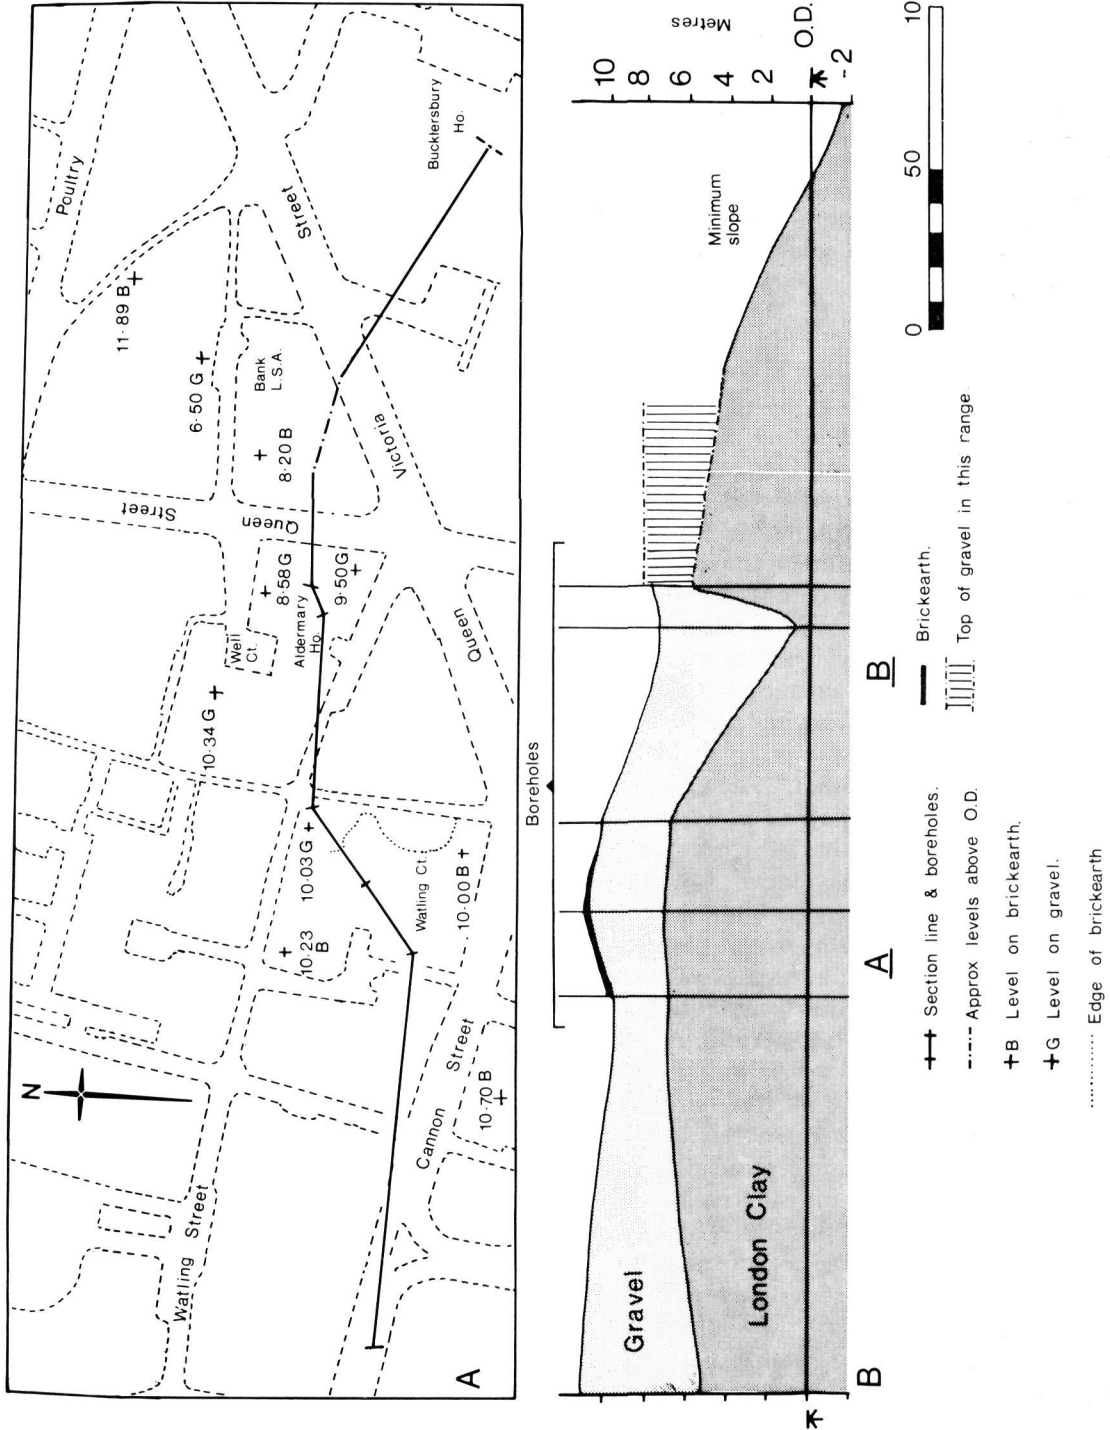 N
Watling Street
Cannon Street
10·70 B
10·23 B
10·03 G
Watling Ct.
10·00 B
10·34 G
Well Ct.
Aldermary Ho.
8·58 G
9·50 G
Queen
Queen Street
8·20 B
Bank L.S.A.
6·50 G
11·89 B
Poultry
Victoria Street
Bucklersbury Ho.
A
Boreholes
Gravel
London Clay
Minimum slope
Metres
10
8
6
4
2
O.D.
-2
B
A
B
Section line & boreholes.
Approx levels above O.D.
B Level on brickearth.
G Level on gravel.
Edge of brickearth
Brickearth.
Top of gravel in this range.
0
50
10